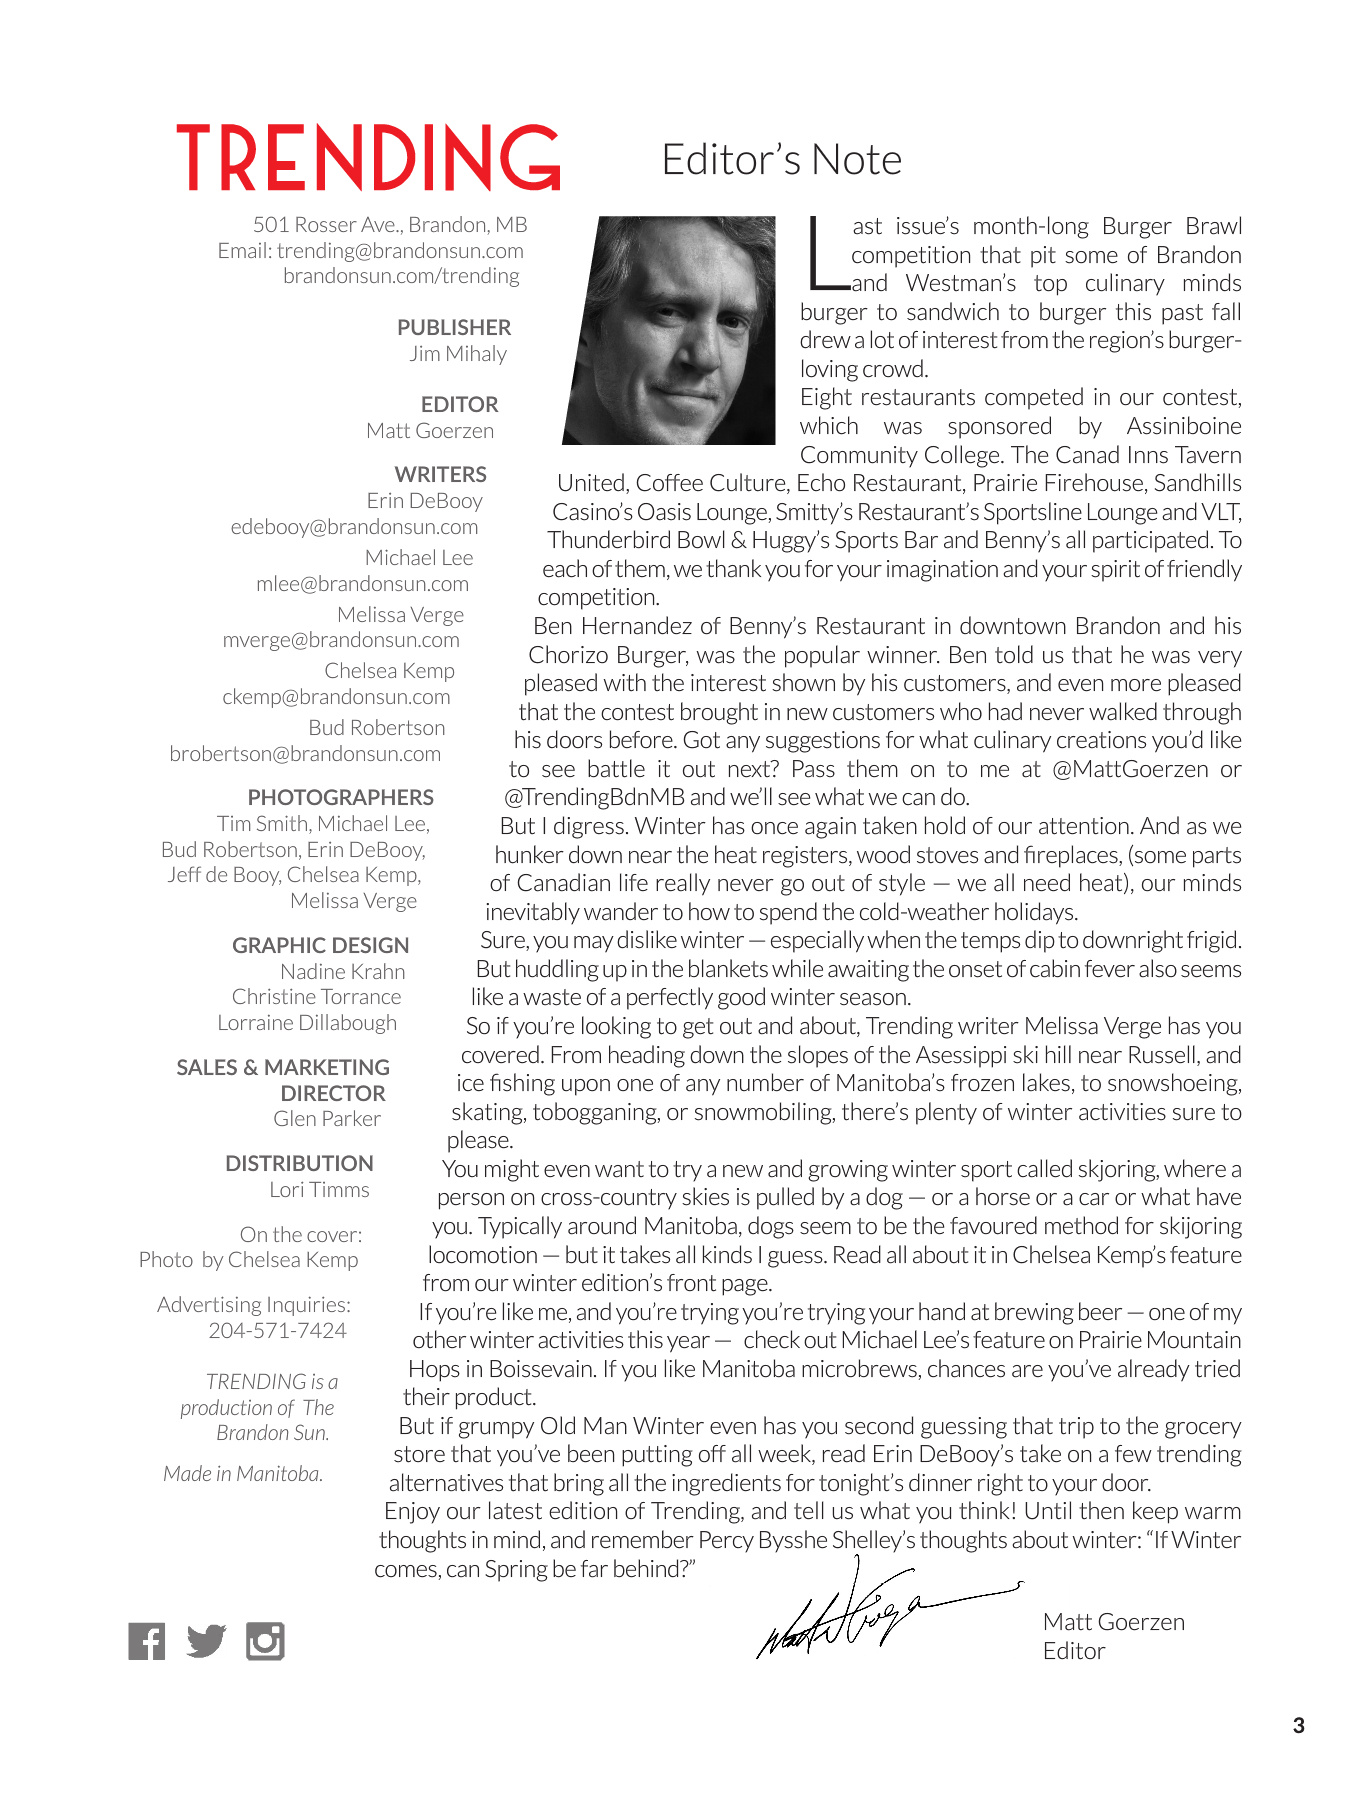 TRENDING
501 Rosser Ave., Brandon, MB
Email: trending@brandonsun.com
brandonsun.com/trending
PUBLISHER
Jim Mihaly
EDITOR
Matt Goerzen
WRITERS
Erin DeBooy
edebooy@brandonsun.com
Michael Lee
mlee@brandonsun.com
Melissa Verge
mverge@brandonsun.com
Chelsea Kemp
ckemp@brandonsun.com
Bud Robertson
brobertson@brandonsun.com
PHOTOGRAPHERS
Tim Smith, Michael Lee,
Bud Robertson, Erin DeBooy,
Jeff de Booy, Chelsea Kemp,
Melissa Verge
GRAPHIC DESIGN
Nadine Krahn
Christine Torrance
Lorraine Dillabough
SALES & MARKETING
DIRECTOR
Glen Parker
DISTRIBUTION
Lori Timms
On the cover:
Photo by Chelsea Kemp
Advertising Inquiries:
204-571-7424
TRENDING is a
production of The
Brandon Sun.
Made in Manitoba.
Editor’s Note
Last issue’s month-long Burger Brawl
competition that pit some of Brandon
and Westman’s top culinary minds
burger to sandwich to burger this past fall
drew a lot of interest from the region’s burger-
loving crowd.
Eight restaurants competed in our contest,
which was sponsored by Assiniboine
Community College. The Canad Inns Tavern
United, Coffee Culture, Echo Restaurant, Prairie Firehouse, Sandhills
Casino’s Oasis Lounge, Smitty’s Restaurant’s Sportsline Lounge and VLT,
Thunderbird Bowl & Huggy’s Sports Bar and Benny’s all participated. To
each of them, we thank you for your imagination and your spirit of friendly
competition.
Ben Hernandez of Benny’s Restaurant in downtown Brandon and his
Chorizo Burger, was the popular winner. Ben told us that he was very
pleased with the interest shown by his customers, and even more pleased
that the contest brought in new customers who had never walked through
his doors before. Got any suggestions for what culinary creations you’d like
to see battle it out next? Pass them on to me at @MattGoerzen or
@TrendingBdnMB and we’ll see what we can do.
But I digress. Winter has once again taken hold of our attention. And as we
hunker down near the heat registers, wood stoves and fireplaces, (some parts
of Canadian life really never go out of style — we all need heat), our minds
inevitably wander to how to spend the cold-weather holidays.
Sure, you may dislike winter — especially when the temps dip to downright frigid.
But huddling up in the blankets while awaiting the onset of cabin fever also seems
like a waste of a perfectly good winter season.
So if you’re looking to get out and about, Trending writer Melissa Verge has you
covered. From heading down the slopes of the Asessippi ski hill near Russell, and
ice fishing upon one of any number of Manitoba’s frozen lakes, to snowshoeing,
skating, tobogganing, or snowmobiling, there’s plenty of winter activities sure to
please.
You might even want to try a new and growing winter sport called skjoring, where a
person on cross-country skies is pulled by a dog — or a horse or a car or what have
you. Typically around Manitoba, dogs seem to be the favoured method for skijoring
locomotion — but it takes all kinds I guess. Read all about it in Chelsea Kemp’s feature
from our winter edition’s front page.
If you’re like me, and you’re trying you’re trying your hand at brewing beer — one of my
other winter activities this year — check out Michael Lee’s feature on Prairie Mountain
Hops in Boissevain. If you like Manitoba microbrews, chances are you’ve already tried
their product.
But if grumpy Old Man Winter even has you second guessing that trip to the grocery
store that you’ve been putting off all week, read Erin DeBooy’s take on a few trending
alternatives that bring all the ingredients for tonight’s dinner right to your door.
Enjoy our latest edition of Trending, and tell us what you think! Until then keep warm
thoughts in mind, and remember Percy Bysshe Shelley’s thoughts about winter: “If Winter
comes, can Spring be far behind?”
Matt Goerzen
Editor
3